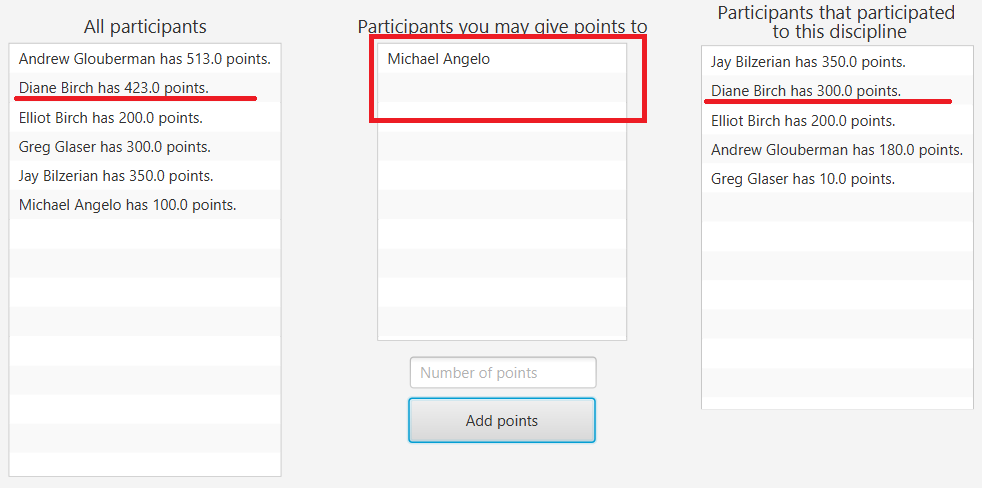 All participants
Andrew Glouberman has 513.0 points.
Diane Birch has 423.0 points.
Elliot Birch has 200.0 points.
Greg Glaser has 300.0 points.
Jay Bilzerian has 350.0 points.
Michael Angelo has 100.0 points.
Participants you may give points to
Michael Angelo
Number of points
Add points
Participants that participated
to this discipline
Jay Bilzerian has 350.0 points.
Diane Birch has 300.0 points.
Elliot Birch has 200.0 points.
Andrew Glouberman has 180.0 points.
Greg Glaser has 10.0 points.